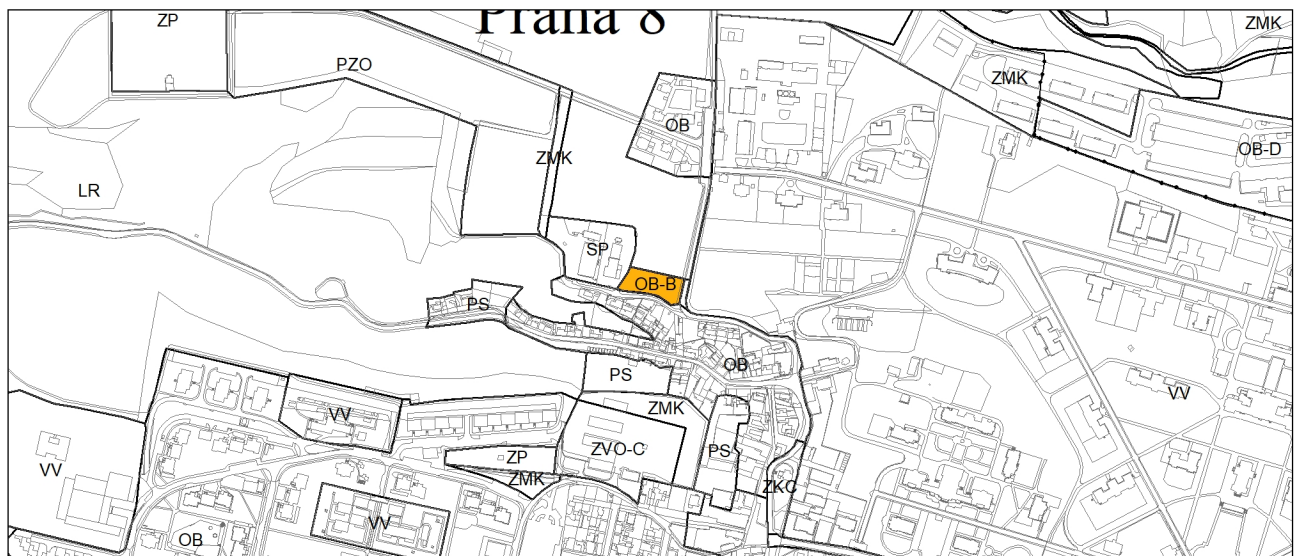 Praha 8
ZP
ZMK
PZO
ZMK
OB
ZMK
OB-D
LR
SP
OB-B
PS
OB
PS
VV
ZMK
VV
PS
ZVO-C
ZP
VV
ZMK
ZKC
VV
OB